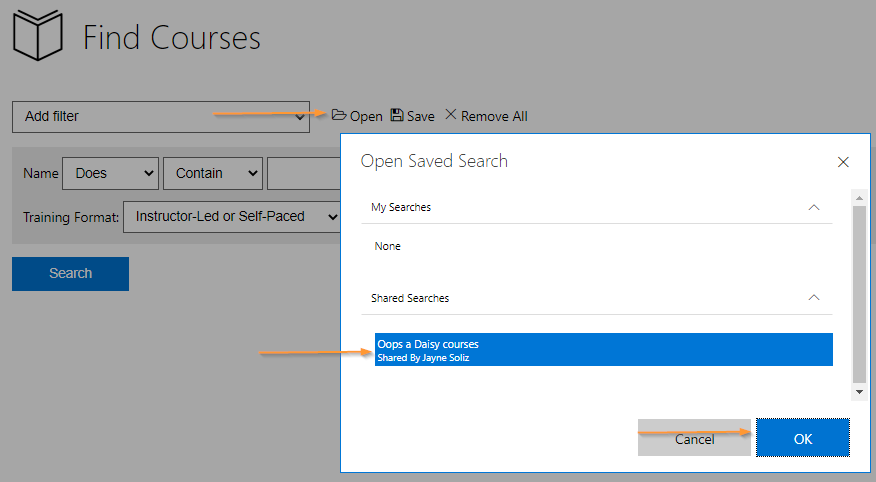 Find Courses
Add filter Open Save Remove All
Open Saved Search
Name Does Contain
My Searches
Training Format: Instructor-Led or Self-Paced
None
Search
Shared Searches
Oops a Daisy courses
Shared By Jayne Soliz
Cancel OK